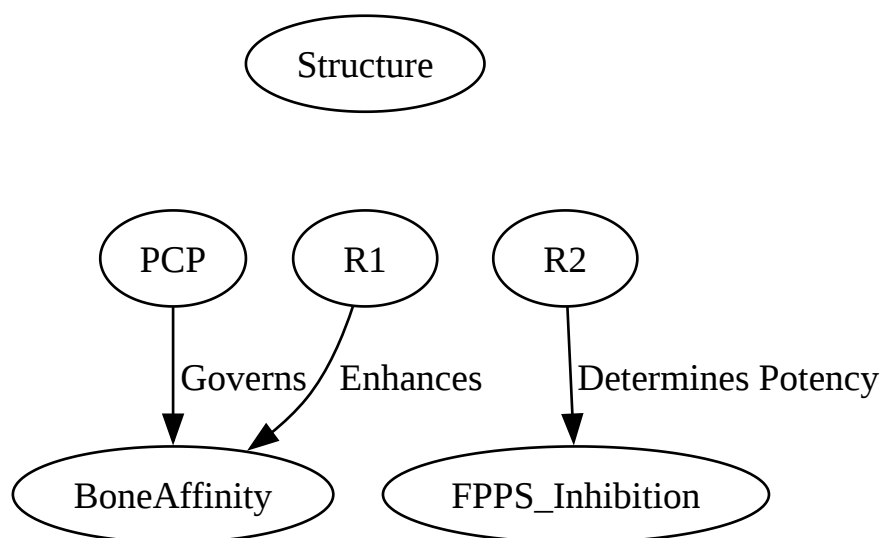 Structure
PCP
R1
R2
Governs
Enhances
Determines Potency
BoneAffinity
FPPS_Inhibition